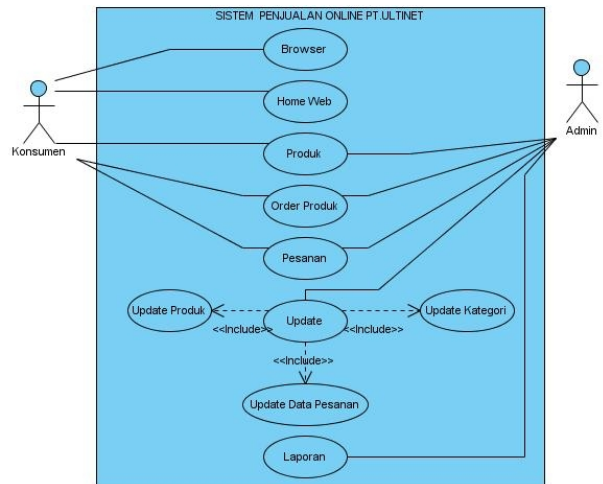 SISTEM PENJUALAN ONLINE PT.ULTINET
Browser
Home Web
Konsumen
Admin
Produk
Order Produk
Pesanan
Update Produk
Update
Update Kategori
<<Include>>
<<Include>>
<<Include>>
Update Data Pesanan
Laporan